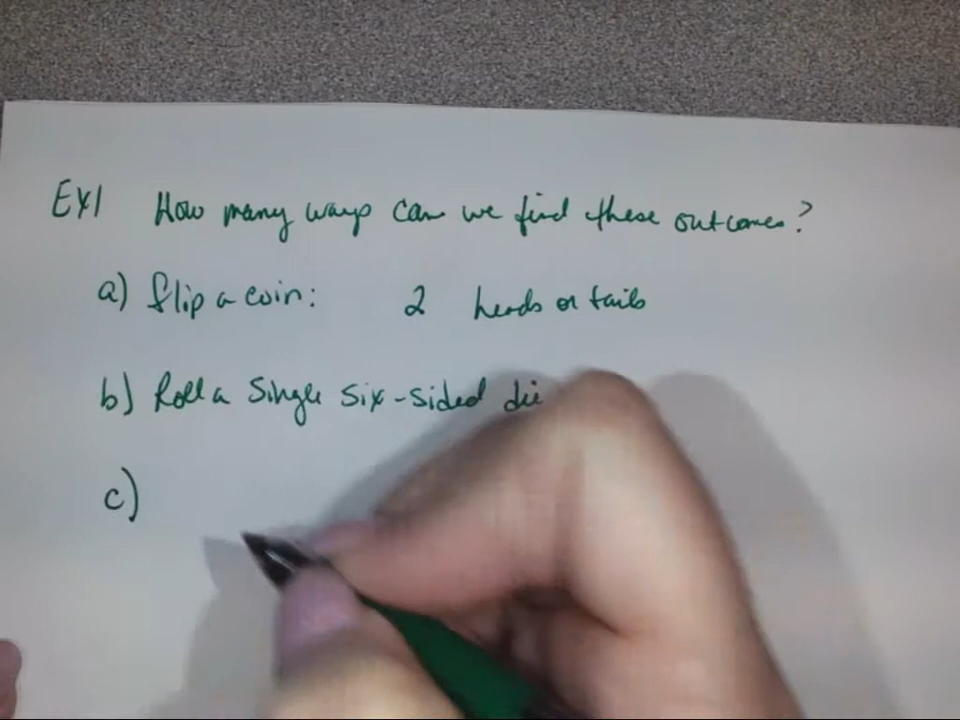 Ex1 How many ways can we find these outcomes?
a) flip a coin: 2 heads or tails
b) Roll a Single six-sided die
c)